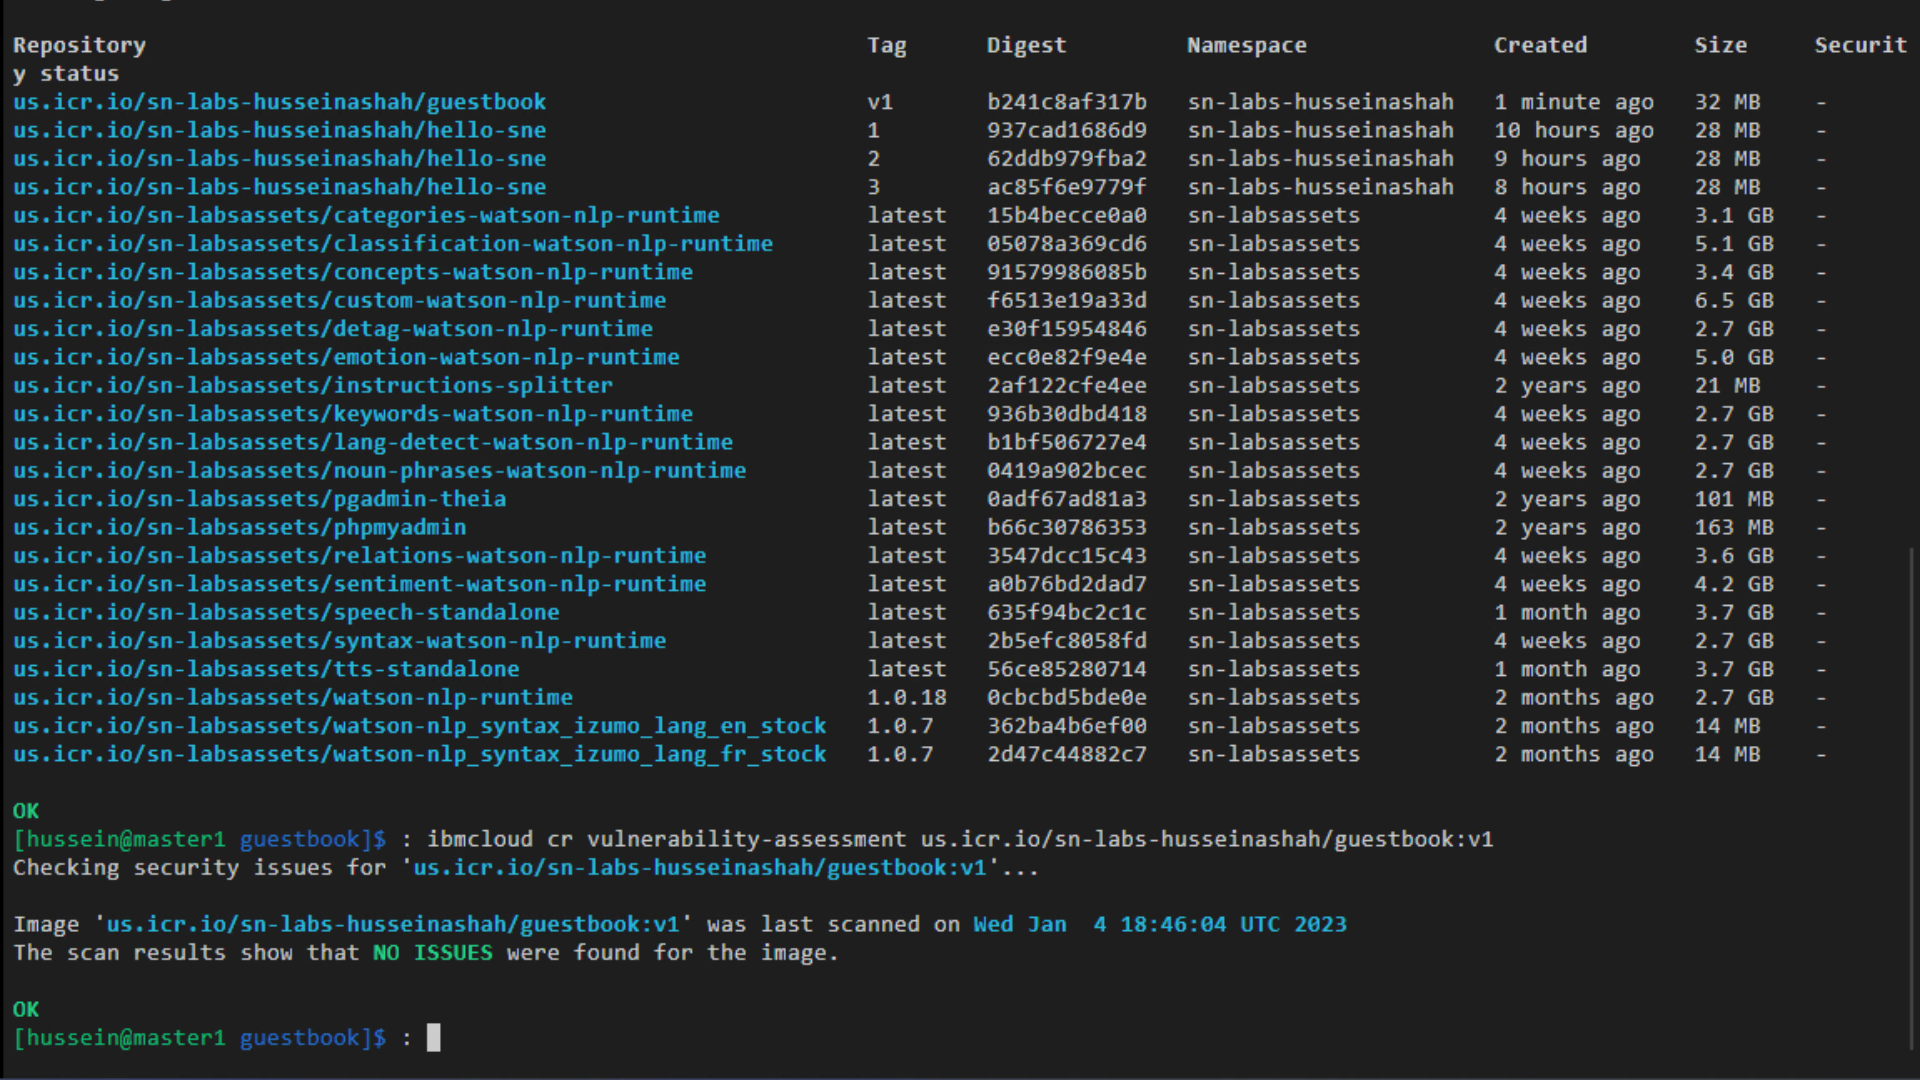 Repository Tag Digest Namespace Created Size Securit
y status
us.icr.io/sn-labs-husseinashah/guestbook v1 b241c8af317b sn-labs-husseinashah 1 minute ago 32 MB -
us.icr.io/sn-labs-husseinashah/hello-sne 1 937cad1686d9 sn-labs-husseinashah 10 hours ago 28 MB -
us.icr.io/sn-labs-husseinashah/hello-sne 2 62ddb979fba2 sn-labs-husseinashah 9 hours ago 28 MB -
us.icr.io/sn-labs-husseinashah/hello-sne 3 ac85f6e9779f sn-labs-husseinashah 8 hours ago 28 MB -
us.icr.io/sn-labsassets/categories-watson-nlp-runtime latest 15b4becce0a0 sn-labsassets 4 weeks ago 3.1 GB -
us.icr.io/sn-labsassets/classification-watson-nlp-runtime latest 05078a369cd6 sn-labsassets 4 weeks ago 5.1 GB -
us.icr.io/sn-labsassets/concepts-watson-nlp-runtime latest 91579986085b sn-labsassets 4 weeks ago 3.4 GB -
us.icr.io/sn-labsassets/custom-watson-nlp-runtime latest f6513e19a33d sn-labsassets 4 weeks ago 6.5 GB -
us.icr.io/sn-labsassets/detag-watson-nlp-runtime latest e30f15954846 sn-labsassets 4 weeks ago 2.7 GB -
us.icr.io/sn-labsassets/emotion-watson-nlp-runtime latest ecc0e82f9e4e sn-labsassets 4 weeks ago 5.0 GB -
us.icr.io/sn-labsassets/instructions-splitter latest 2af122cfe4ee sn-labsassets 2 years ago 21 MB -
us.icr.io/sn-labsassets/keywords-watson-nlp-runtime latest 936b30dbd418 sn-labsassets 4 weeks ago 2.7 GB -
us.icr.io/sn-labsassets/lang-detect-watson-nlp-runtime latest b1bf506727e4 sn-labsassets 4 weeks ago 2.7 GB -
us.icr.io/sn-labsassets/noun-phrases-watson-nlp-runtime latest 0419a902bcec sn-labsassets 4 weeks ago 2.7 GB -
us.icr.io/sn-labsassets/pgadmin-theia latest 0adf67ad81a3 sn-labsassets 2 years ago 101 MB -
us.icr.io/sn-labsassets/phpmyadmin latest b66c30786353 sn-labsassets 2 years ago 163 MB -
us.icr.io/sn-labsassets/relations-watson-nlp-runtime latest 3547dcc15c43 sn-labsassets 4 weeks ago 3.6 GB -
us.icr.io/sn-labsassets/sentiment-watson-nlp-runtime latest a0b76bd2dad7 sn-labsassets 4 weeks ago 4.2 GB -
us.icr.io/sn-labsassets/speech-standalone latest 635f94bc2c1c sn-labsassets 1 month ago 3.7 GB -
us.icr.io/sn-labsassets/syntax-watson-nlp-runtime latest 2b5efc8058fd sn-labsassets 4 weeks ago 2.7 GB -
us.icr.io/sn-labsassets/tts-standalone latest 56ce85280714 sn-labsassets 1 month ago 3.7 GB -
us.icr.io/sn-labsassets/watson-nlp-runtime 1.0.18 0cbcbd5bde0e sn-labsassets 2 months ago 2.7 GB -
us.icr.io/sn-labsassets/watson-nlp_syntax_izumo_lang_en_stock 1.0.7 362ba4b6ef00 sn-labsassets 2 months ago 14 MB -
us.icr.io/sn-labsassets/watson-nlp_syntax_izumo_lang_fr_stock 1.0.7 2d47c44882c7 sn-labsassets 2 months ago 14 MB -
OK
[hussein@master1 guestbook]$ : ibmcloud cr vulnerability-assessment us.icr.io/sn-labs-husseinashah/guestbook:v1
Checking security issues for 'us.icr.io/sn-labs-husseinashah/guestbook:v1'...
Image 'us.icr.io/sn-labs-husseinashah/guestbook:v1' was last scanned on Wed Jan  4 18:46:04 UTC 2023
The scan results show that NO ISSUES were found for the image.
OK
[hussein@master1 guestbook]$ :